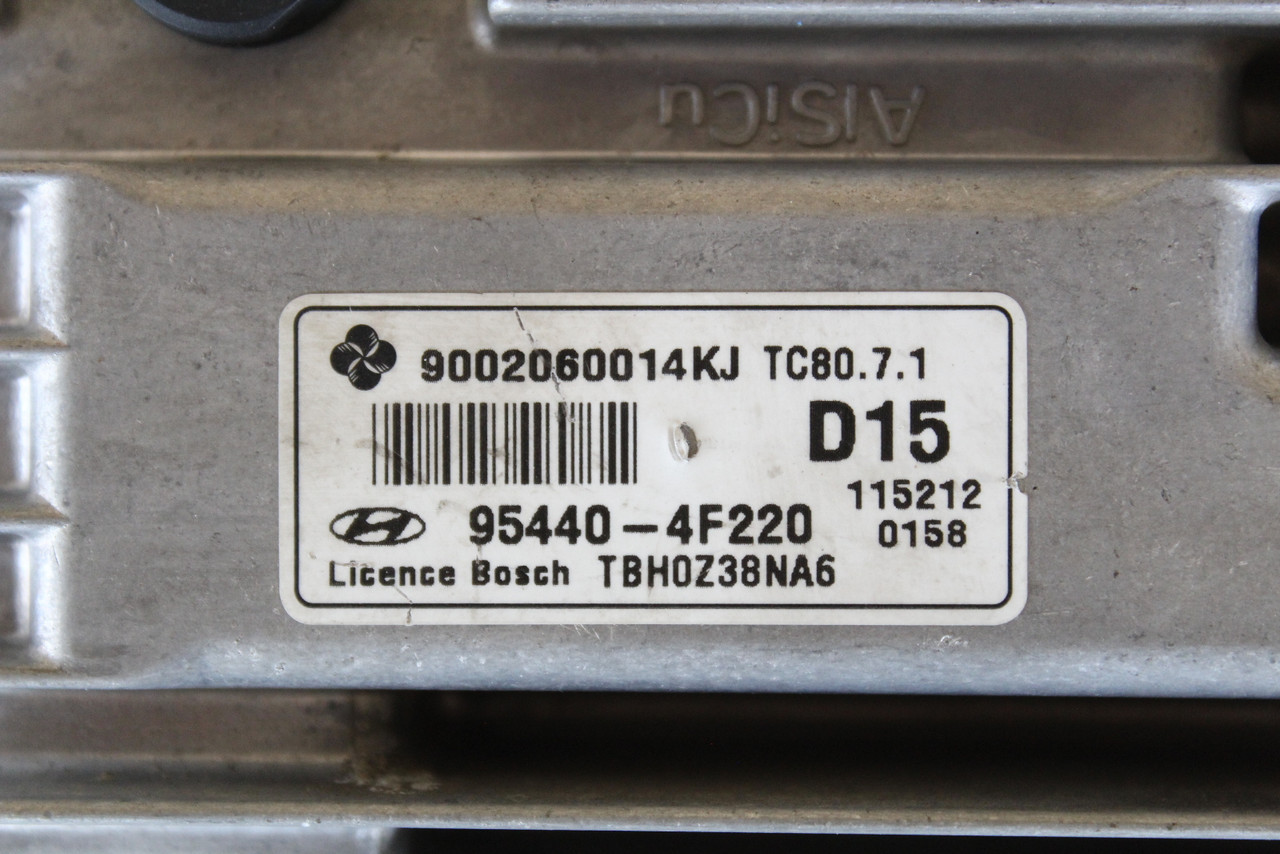 AlSiCu
9002060014KJ TC80.7.1
D15
115212
0158
95440-4F220
Licence Bosch TBH0Z38NA6